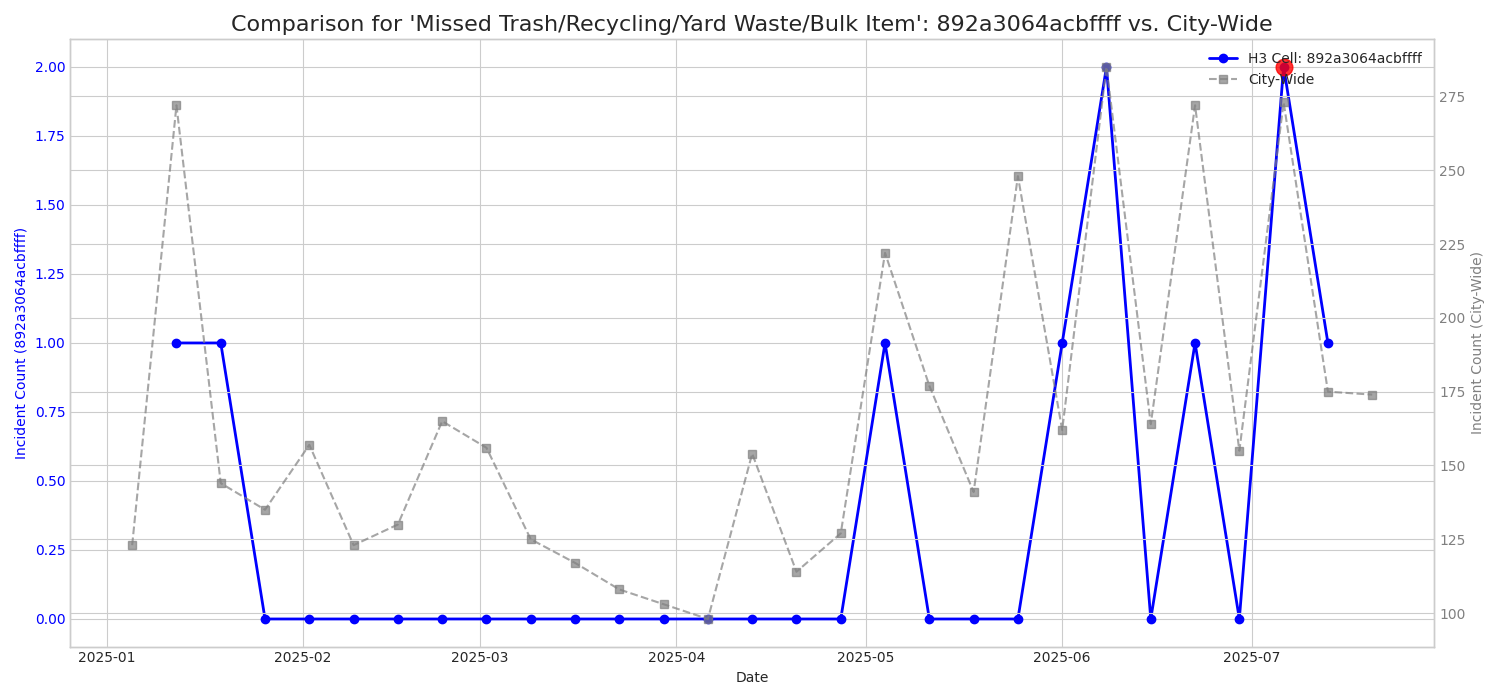 Comparison for 'Missed Trash/Recycling/Yard Waste/Bulk Item': 892a3064acbffff vs. City-Wide
H3 Cell: 892a3064acbffff
City-Wide
2.00
1.75
1.50
1.25
1.00
0.75
0.50
0.25
0.00
Incident Count (892a3064acbffff)
275
250
225
200
175
150
125
100
Incident Count (City-Wide)
2025-01 2025-02 2025-03 2025-04 2025-05 2025-06 2025-07
Date